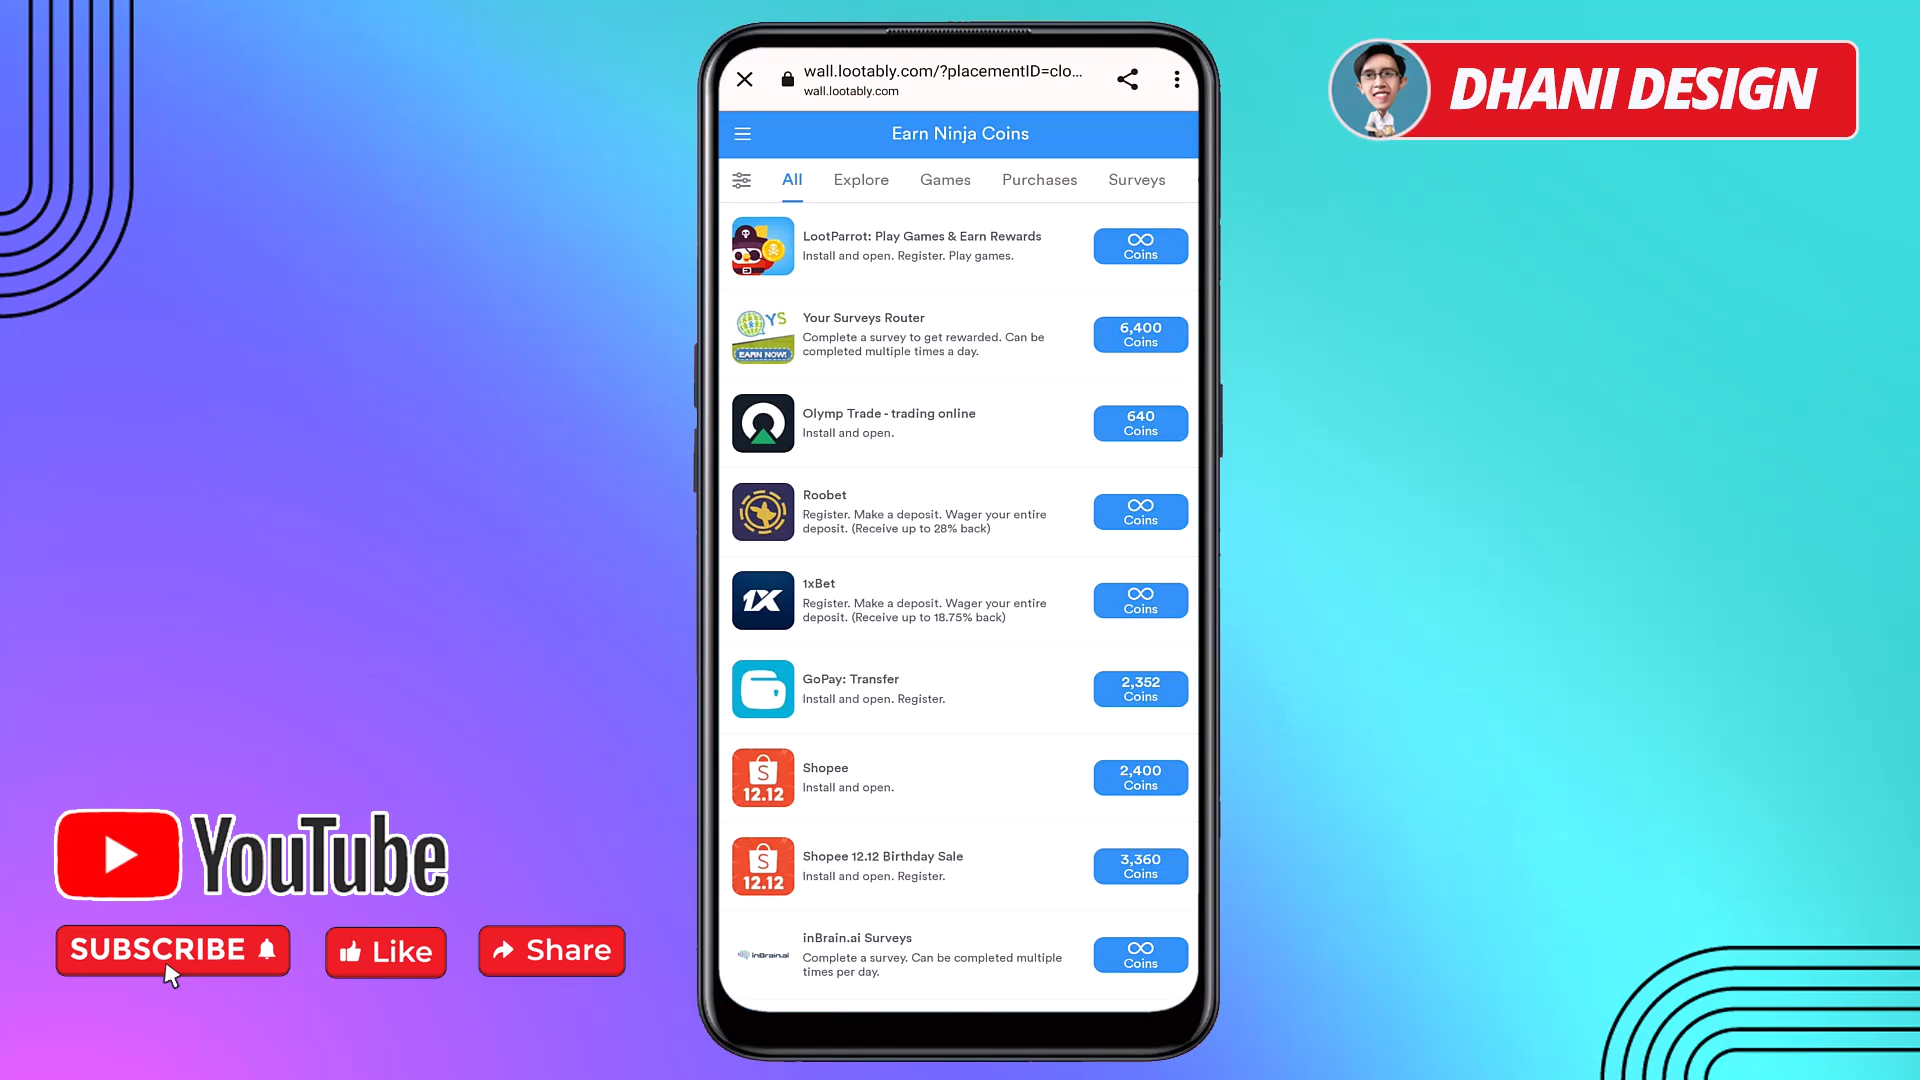 wall.lootably.com/?placementID=clo...
wall.lootably.com
DHANI DESIGN
Earn Ninja Coins
All Explore Games Purchases Surveys
LootParrot: Play Games & Earn Rewards
Install and open. Register. Play games.
∞
Coins
YS
EARN NOW!
Your Surveys Router
Complete a survey to get rewarded. Can be
completed multiple times a day.
6,400
Coins
Olymp Trade - trading online
Install and open.
640
Coins
Roobet
Register. Make a deposit. Wager your entire
deposit. (Receive up to 28% back)
∞
Coins
1X
1xBet
Register. Make a deposit. Wager your entire
deposit. (Receive up to 18.75% back)
∞
Coins
GoPay: Transfer
Install and open. Register.
2,352
Coins
S
12.12
Shopee
Install and open.
2,400
Coins
S
12.12
Shopee 12.12 Birthday Sale
Install and open. Register.
3,360
Coins
inBrain.ai
inBrain.ai Surveys
Complete a survey. Can be completed multiple
times per day.
∞
Coins
YouTube
SUBSCRIBE
Like
Share